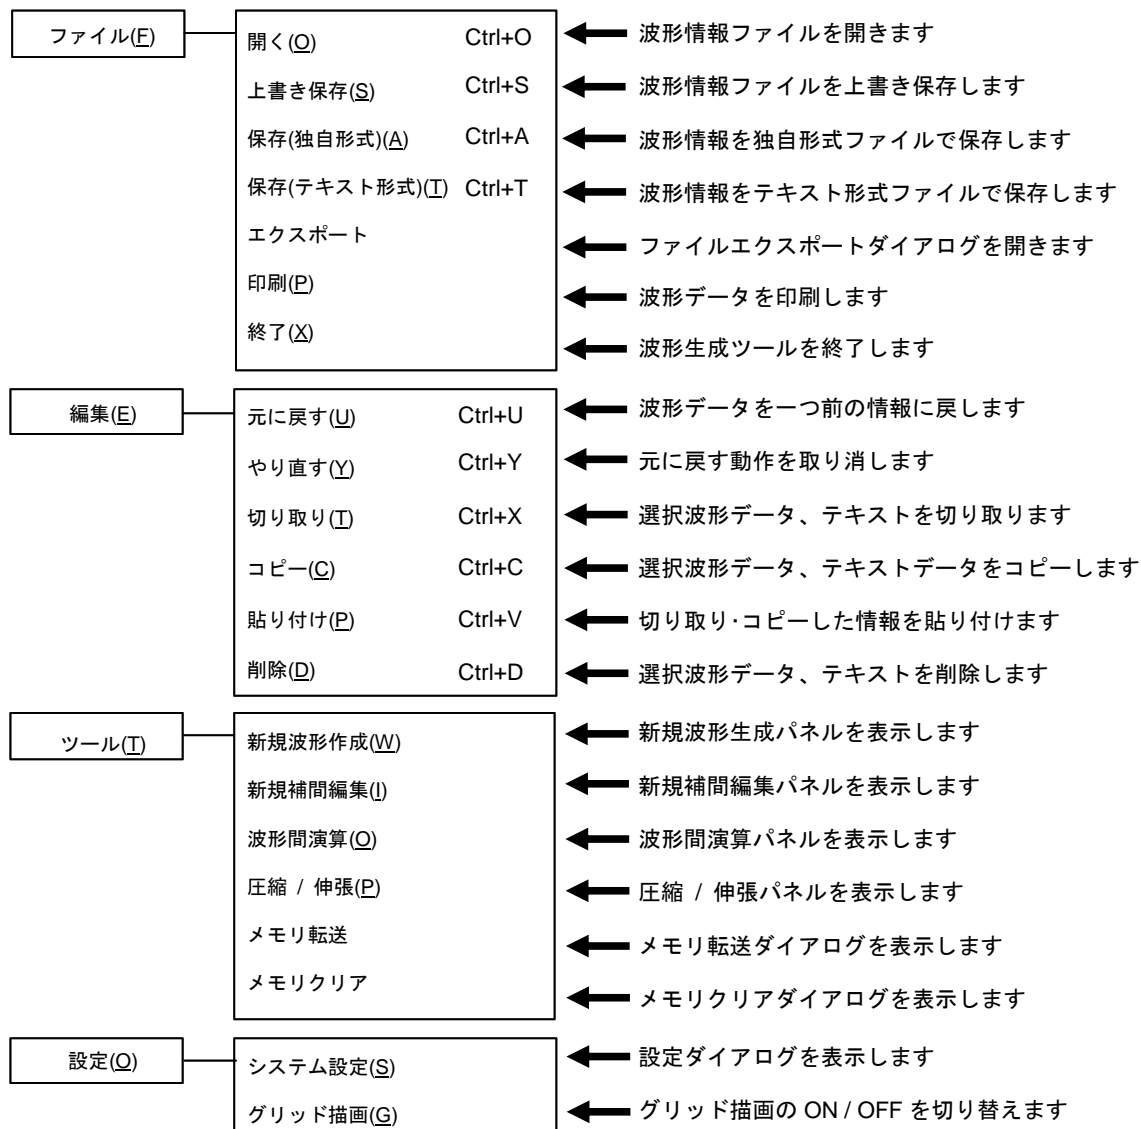 ファイル(F)
開く(O) Ctrl+O 波形情報ファイルを開きます
上書き保存(S) Ctrl+S 波形情報ファイルを上書き保存します
保存(独自形式)(A) Ctrl+A 波形情報を独自形式ファイルで保存します
保存(テキスト形式)(T) Ctrl+T 波形情報をテキスト形式ファイルで保存します
エクスポート ファイルエクスポートダイアログを開きます
印刷(P) 波形データを印刷します
終了(X) 波形生成ツールを終了します
編集(E)
元に戻す(U) Ctrl+U 波形データを一つ前の情報に戻します
やり直す(Y) Ctrl+Y 元に戻す動作を取り消します
切り取り(T) Ctrl+X 選択波形データ、テキストを切り取ります
コピー(C) Ctrl+C 選択波形データ、テキストデータをコピーします
貼り付け(P) Ctrl+V 切り取り･コピーした情報を貼り付けます
削除(D) Ctrl+D 選択波形データ、テキストを削除します
ツール(T)
新規波形作成(W) 新規波形生成パネルを表示します
新規補間編集(I) 新規補間編集パネルを表示します
波形間演算(O) 波形間演算パネルを表示します
圧縮 / 伸張(P) 圧縮 / 伸張パネルを表示します
メモリ転送 メモリ転送ダイアログを表示します
メモリクリア メモリクリアダイアログを表示します
設定(O)
システム設定(S) 設定ダイアログを表示します
グリッド描画(G) グリッド描画の ON / OFF を切り替えます